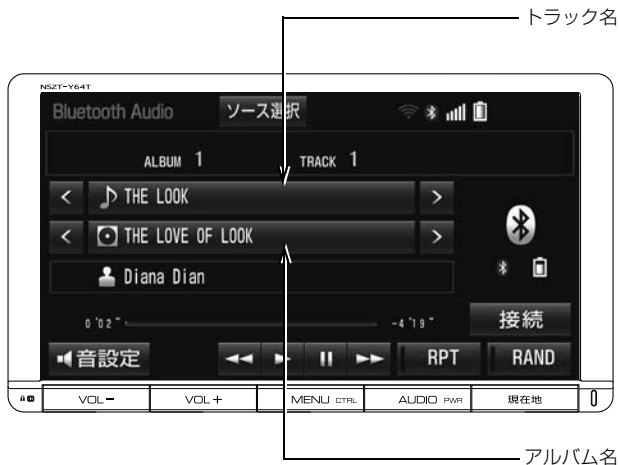 トラック名
NSZT-Y64T
Bluetooth Audio ソース選択
ALBUM 1 TRACK 1
< THE LOOK >
< THE LOVE OF LOOK >
Diana Dian
0'02" -4'19"
接続
音設定 RPT RAND
VOL− VOL+ MENU CTRL AUDIO PWR 現在地
アルバム名